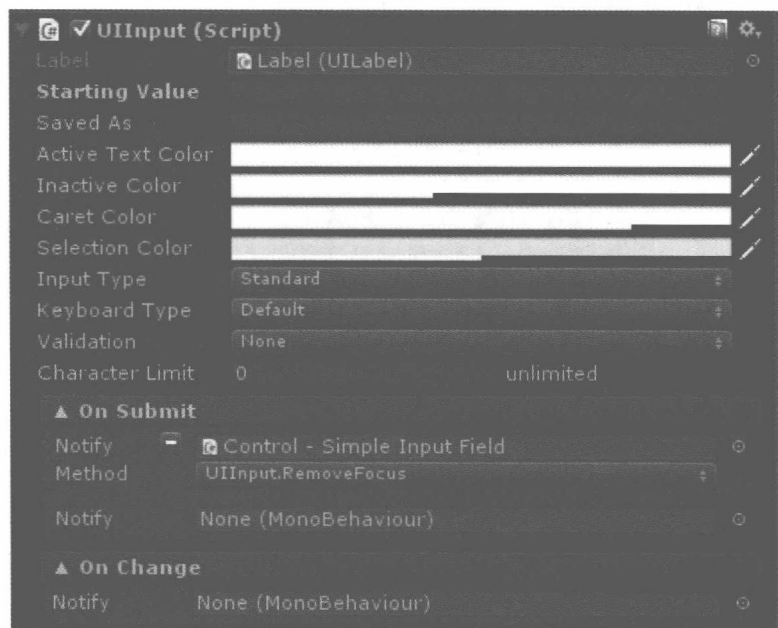 UIInput (Script)
Label Label (UILabel)
Starting Value
Saved As
Active Text Color
Inactive Color
Caret Color
Selection Color
Input Type Standard
Keyboard Type Default
Validation None
Character Limit 0 unlimited
▲ On Submit
Notify Control - Simple Input Field
Method UIInput.RemoveFocus
Notify None (MonoBehaviour)
▲ On Change
Notify None (MonoBehaviour)